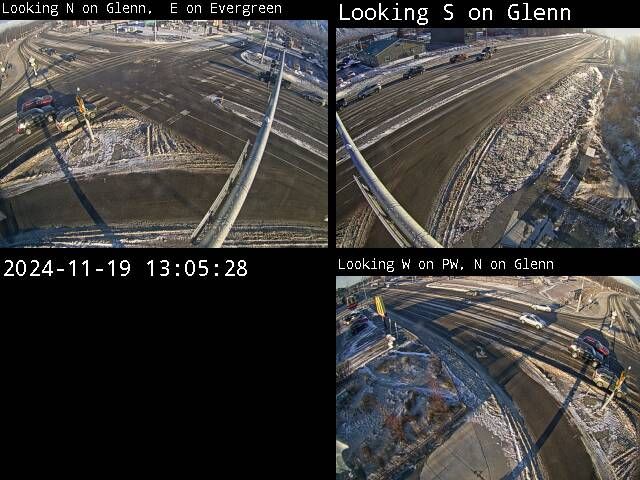 Looking N on Glenn, E on Evergreen
Looking S on Glenn
2024-11-19 13:05:28
Looking W on PW, N on Glenn